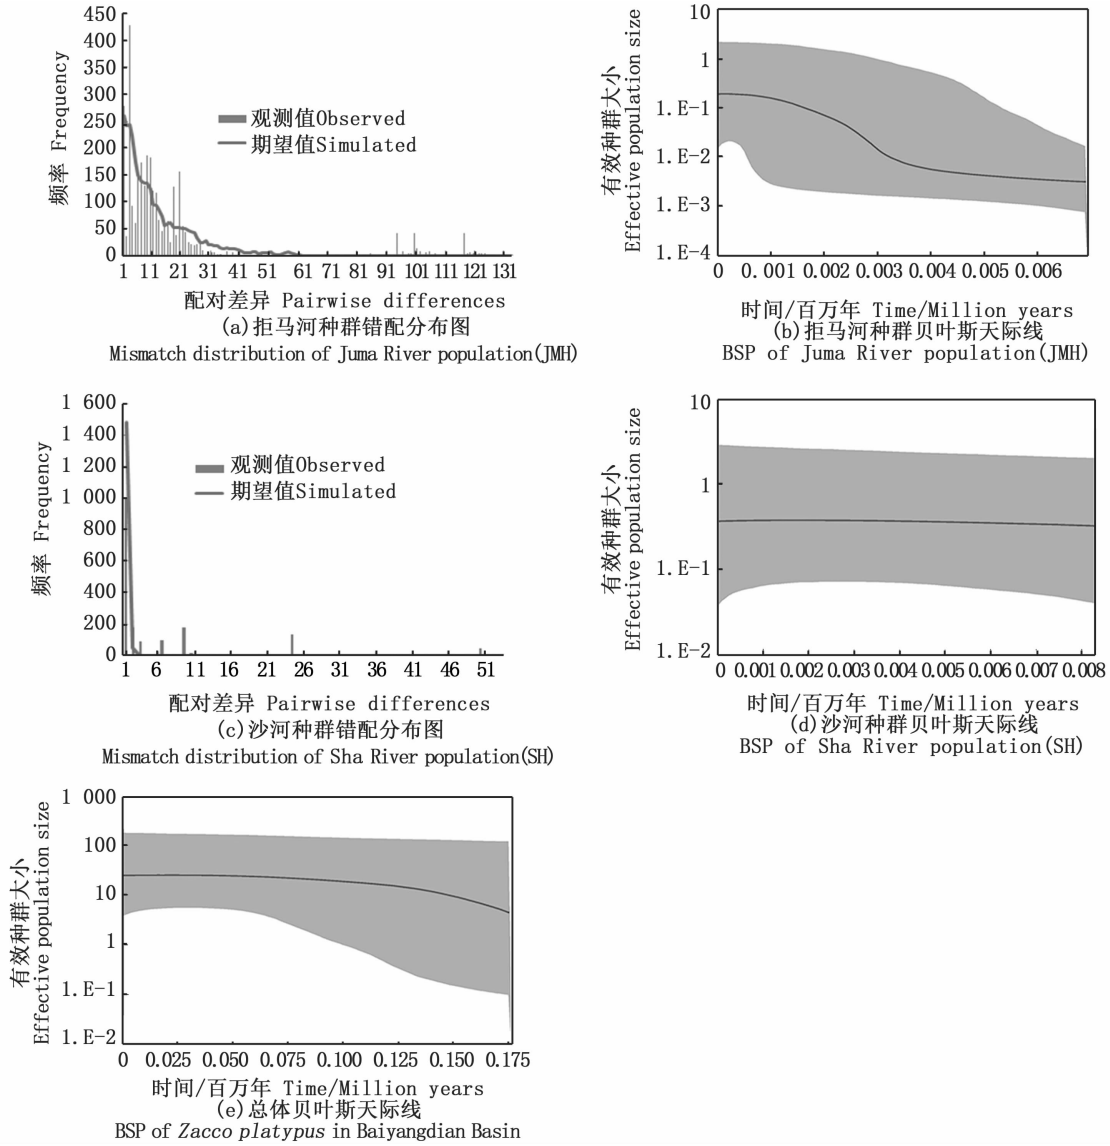 450
400
350
300
250
200
150
100
50
0
频率 Frequency
观测值Observed
期望值Simulated
1 11 21 31 41 51 61 71 81 91 101 111 121 131
配对差异 Pairwise differences
(a)拒马河种群错配分布图
Mismatch distribution of Juma River population(JMH)
10
1
1.E-1
1.E-2
1.E-3
1.E-4
有效种群大小
Effective population size
0 0.001 0.002 0.003 0.004 0.005 0.006
时间/百万年 Time/Million years
(b)拒马河种群贝叶斯天际线
BSP of Juma River population(JMH)
1 600
1 400
1 200
1 000
800
600
400
200
0
频率 Frequency
观测值Observed
期望值Simulated
1 6 11 16 21 26 31 36 41 46 51
配对差异 Pairwise differences
(c)沙河种群错配分布图
Mismatch distribution of Sha River population(SH)
10
1
1.E-1
1.E-2
有效种群大小
Effective population size
0 0.001 0.002 0.003 0.004 0.005 0.006 0.007 0.008
时间/百万年 Time/Million years
(d)沙河种群贝叶斯天际线
BSP of Sha River population(SH)
1 000
100
10
1
1.E-1
1.E-2
有效种群大小
Effective population size
0 0.025 0.050 0.075 0.100 0.125 0.150 0.175
时间/百万年 Time/Million years
(e)总体贝叶斯天际线
BSP of Zacco platypus in Baiyangdian Basin